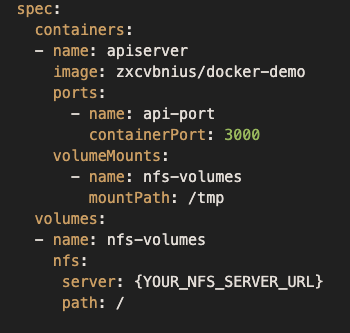 spec:
  containers:
  - name: apiserver
    image: zxcvbnius/docker-demo
    ports:
      - name: api-port
        containerPort: 3000
    volumeMounts:
      - name: nfs-volumes
        mountPath: /tmp
  volumes:
  - name: nfs-volumes
    nfs:
     server: {YOUR_NFS_SERVER_URL}
     path: /